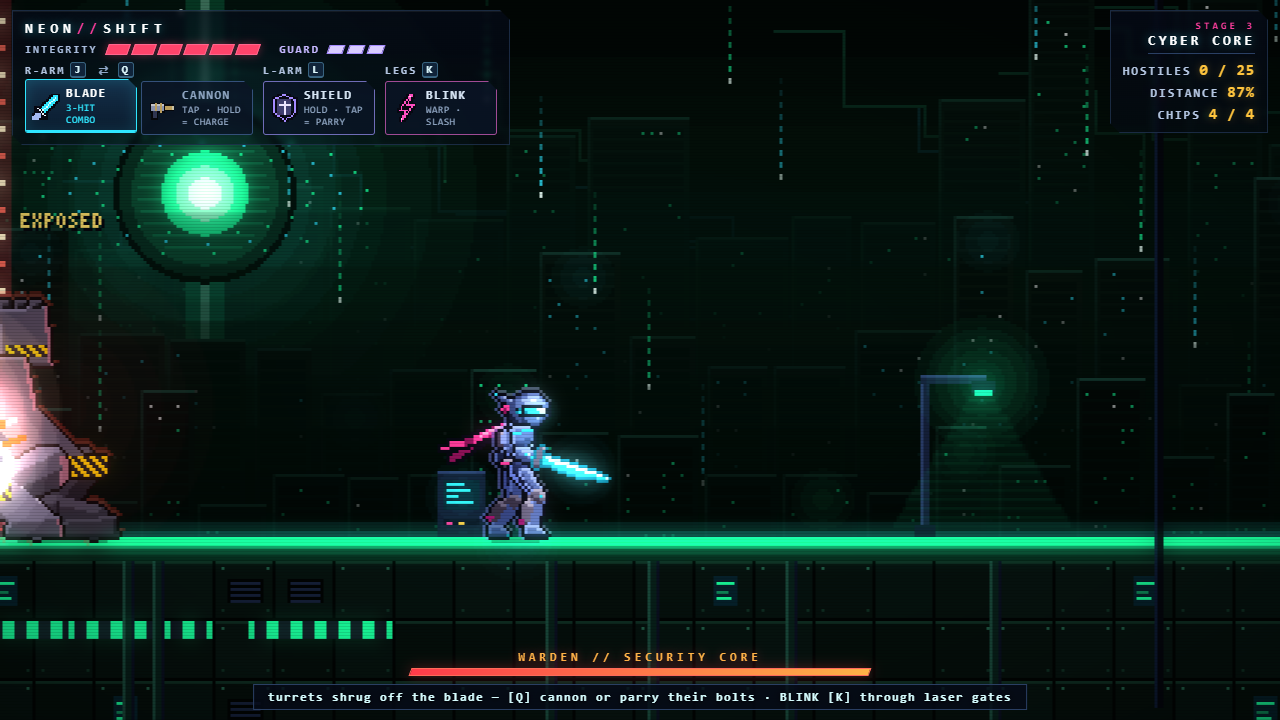 NEON//SHIFT
INTEGRITY GUARD
R-ARM J ⇄ Q L-ARM L LEGS K
BLADE
3-HIT
COMBO
CANNON
TAP · HOLD
= CHARGE
SHIELD
HOLD · TAP
= PARRY
BLINK
WARP ·
SLASH
STAGE 3
CYBER CORE
HOSTILES 0 / 25
DISTANCE 87%
CHIPS 4 / 4
EXPOSED
WARDEN // SECURITY CORE
turrets shrug off the blade — [Q] cannon or parry their bolts · BLINK [K] through laser gates